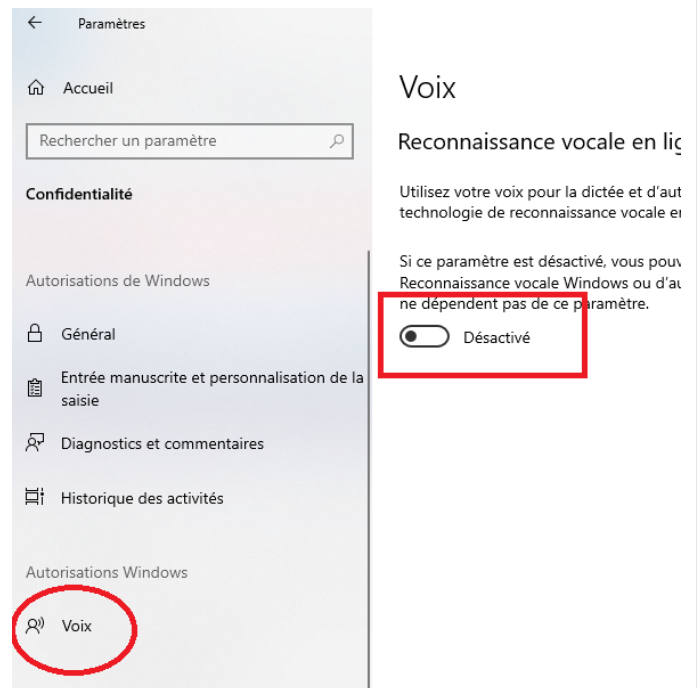 Paramètres
Accueil
Rechercher un paramètre
Confidentialité
Autorisations de Windows
Général
Entrée manuscrite et personnalisation de la
saisie
Diagnostics et commentaires
Historique des activités
Autorisations Windows
Voix
Voix
Reconnaissance vocale en
Utilisez votre voix pour la dictée et
technologie de reconnaissance vocale
Si ce paramètre est désactivé, vous
Reconnaissance vocale Windows ou
ne dépendent pas de ce paramètre.
Désactivé